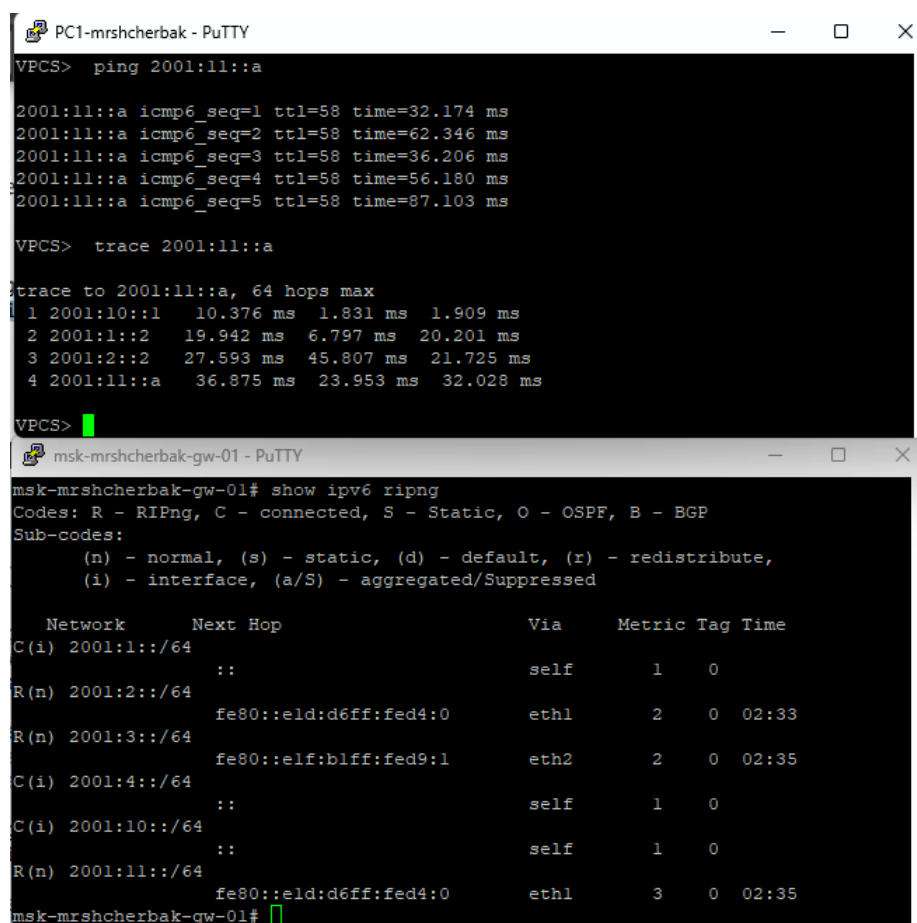 PC1-mrshcherbak - PuTTY
VPCS>  ping 2001:11::a
2001:11::a icmp6_seq=1 ttl=58 time=32.174 ms
2001:11::a icmp6_seq=2 ttl=58 time=62.346 ms
2001:11::a icmp6_seq=3 ttl=58 time=36.206 ms
2001:11::a icmp6_seq=4 ttl=58 time=56.180 ms
2001:11::a icmp6_seq=5 ttl=58 time=87.103 ms
VPCS>  trace 2001:11::a
trace to 2001:11::a, 64 hops max
1 2001:10::1   10.376 ms  1.831 ms  1.909 ms
2 2001:1::2   19.942 ms  6.797 ms  20.201 ms
3 2001:2::2   27.593 ms  45.807 ms  21.725 ms
4 2001:11::a   36.875 ms  23.953 ms  32.028 ms
VPCS>
msk-mrshcherbak-gw-01 - PuTTY
msk-mrshcherbak-gw-01# show ipv6 ripng
Codes: R - RIPng, C - connected, S - Static, O - OSPF, B - BGP
Sub-codes:
(n) - normal, (s) - static, (d) - default, (r) - redistribute,
(i) - interface, (a/S) - aggregated/Suppressed
Network      Next Hop                      Via     Metric Tag Time
C(i) 2001:1::/64
::                          self       1    0
R(n) 2001:2::/64
fe80::e1d:d6ff:fed4:0       eth1       2    0  02:33
R(n) 2001:3::/64
fe80::e1f:b1ff:fed9:1       eth2       2    0  02:35
C(i) 2001:4::/64
::                          self       1    0
C(i) 2001:10::/64
::                          self       1    0
R(n) 2001:11::/64
fe80::e1d:d6ff:fed4:0       eth1       3    0  02:35
msk-mrshcherbak-gw-01#